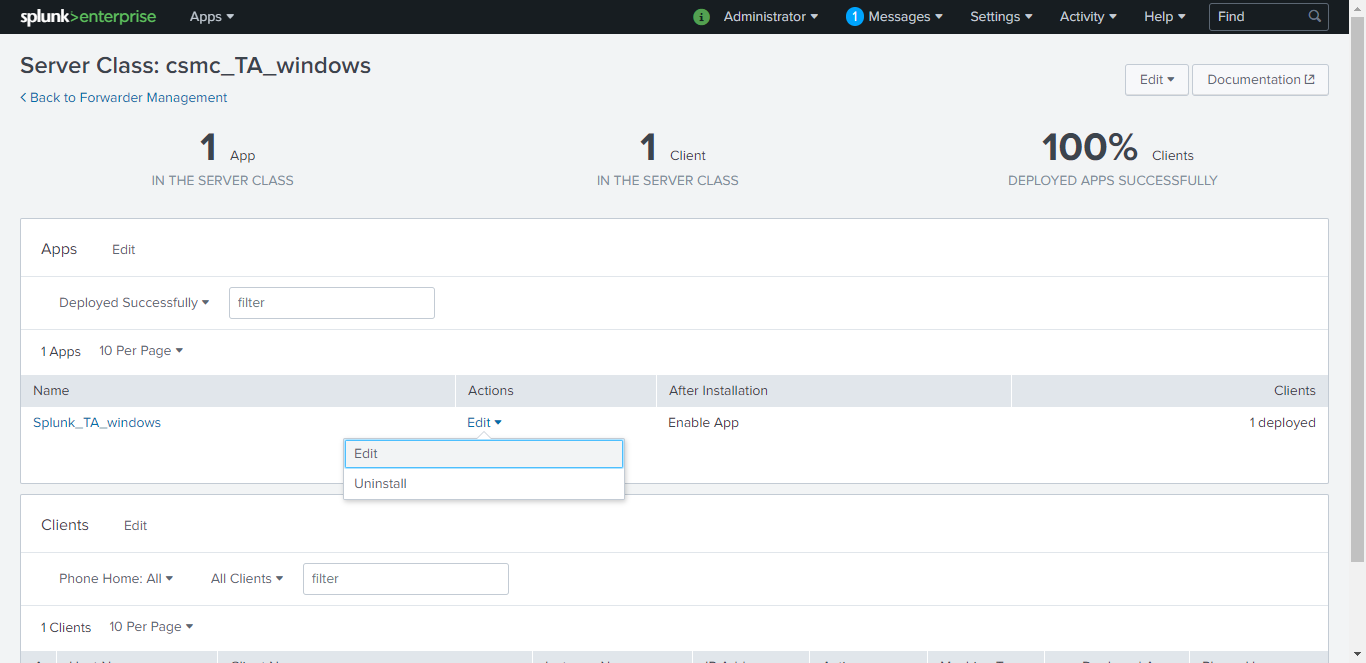 splunk>enterprise Apps i Administrator 1 Messages Settings Activity Help Find
Server Class: csmc_TA_windows
Edit Documentation
< Back to Forwarder Management
1 App 1 Client 100% Clients
IN THE SERVER CLASS IN THE SERVER CLASS DEPLOYED APPS SUCCESSFULLY
Apps Edit
Deployed Successfully filter
1 Apps 10 Per Page
Name Actions After Installation Clients
Splunk_TA_windows Edit Enable App 1 deployed
Edit
Uninstall
Clients Edit
Phone Home: All All Clients filter
1 Clients 10 Per Page